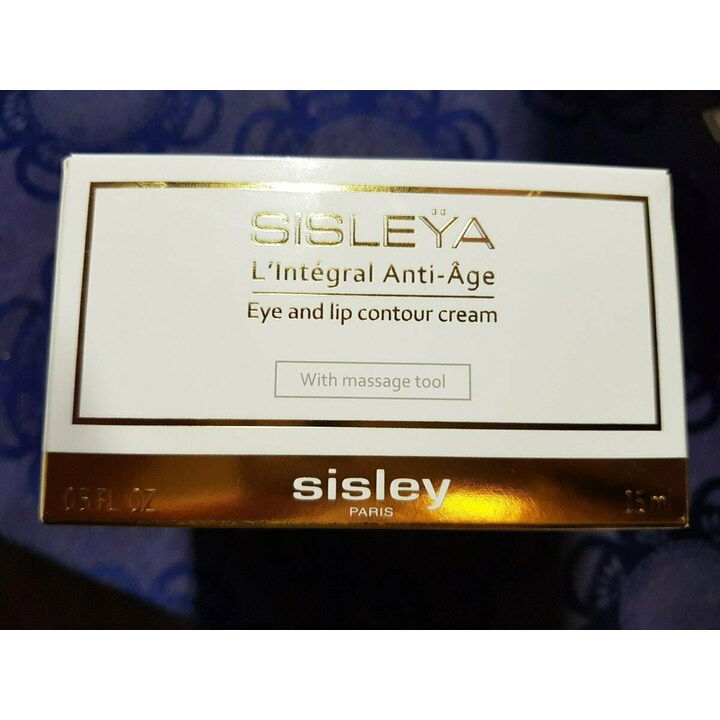 SISLEŸA
L'Intégral Anti-Âge
Eye and lip contour cream
With massage tool
sisley
PARIS
0.5 FL. OZ
15 ml